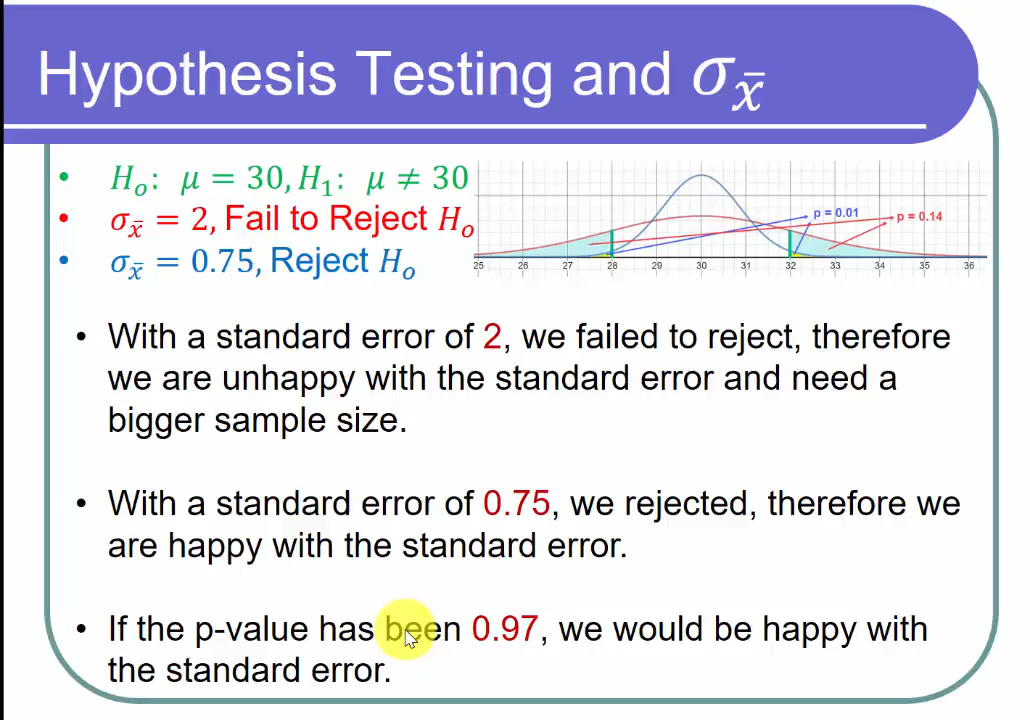 Hypothesis Testing and σx̄
• Hₒ: μ = 30, H₁: μ ≠ 30
• σx̄ = 2, Fail to Reject Hₒ
• σx̄ = 0.75, Reject Hₒ
p = 0.01
p = 0.14
25 26 27 28 29 30 31 32 33 34 35 36
• With a standard error of 2, we failed to reject, therefore
we are unhappy with the standard error and need a
bigger sample size.
• With a standard error of 0.75, we rejected, therefore we
are happy with the standard error.
• If the p-value has been 0.97, we would be happy with
the standard error.